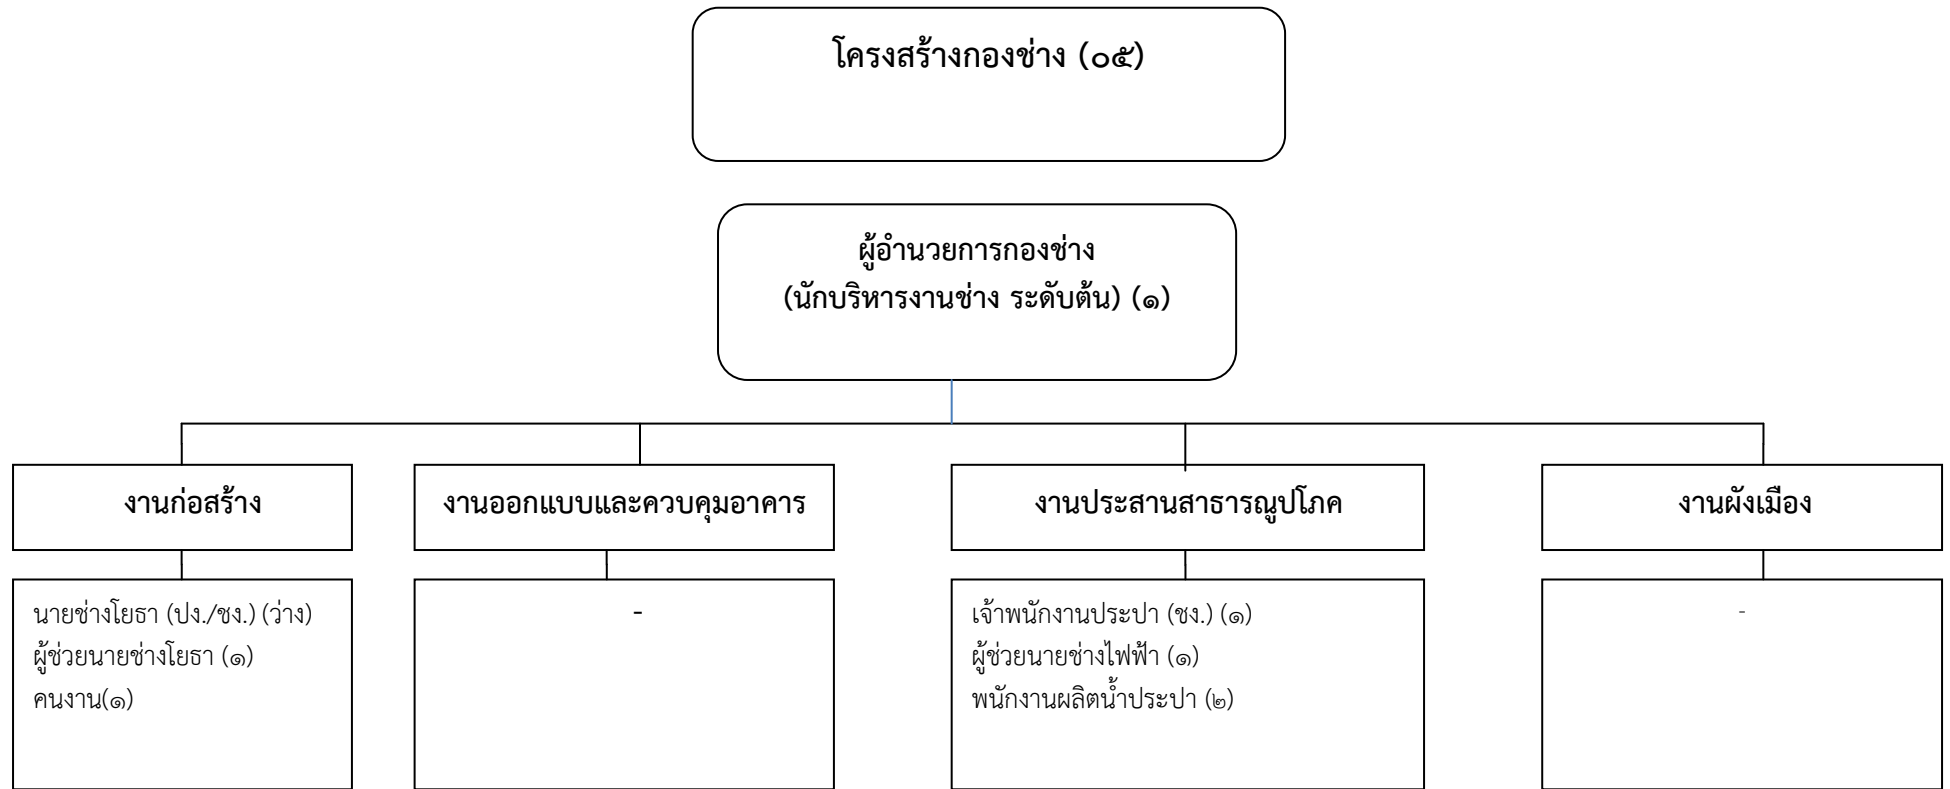 โครงสร้างกองช่าง (๐๕)
ผู้อำนวยการกองช่าง
(นักบริหารงานช่าง ระดับต้น) (๑)
งานก่อสร้าง
งานออกแบบและควบคุมอาคาร
งานประสานสาธารณูปโภค
งานผังเมือง
นายช่างโยธา (ปง./ชง.) (ว่าง)
ผู้ช่วยนายช่างโยธา (๑)
คนงาน(๑)
-
เจ้าพนักงานประปา (ชง.) (๑)
ผู้ช่วยนายช่างไฟฟ้า (๑)
พนักงานผลิตน้ำประปา (๒)
-